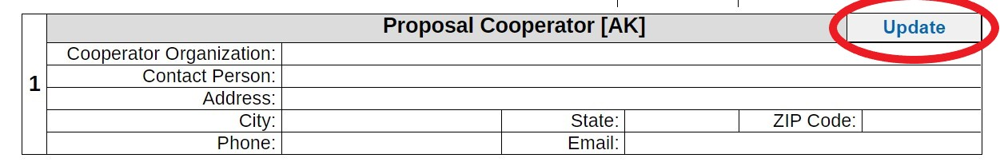 Proposal Cooperator [AK] Update
1
Cooperator Organization:
Contact Person:
Address:
City: State: ZIP Code:
Phone: Email: